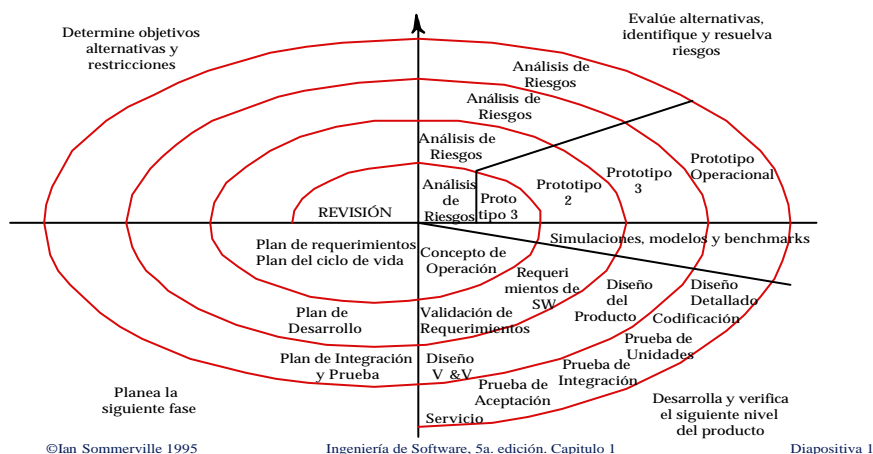 Determine objetivos
alternativas y
restricciones
Evalúe alternativas,
identifique y resuelva
riesgos
Análisis de
Riesgos
Análisis de
Riesgos
Análisis de
Riesgos
Análisis
de
Riesgos
Proto
tipo 3
Prototipo
2
Prototipo
3
Prototipo
Operacional
REVISIÓN
Simulaciones, modelos y benchmarks
Plan de requerimientos
Plan del ciclo de vida
Concepto de
Operación
Requeri
mientos de
SW
Diseño
del
Producto
Diseño
Detallado
Plan de
Desarrollo
Validación de
Requerimientos
Codificación
Prueba de
Unidades
Plan de Integración
y Prueba
Diseño
V &V
Prueba de
Integración
Prueba de
Aceptación
Servicio
Planea la
siguiente fase
Desarrolla y verifica
el siguiente nivel
del producto
©Ian Sommerville 1995
Ingeniería de Software, 5a. edición. Capitulo 1
Diapositiva 1